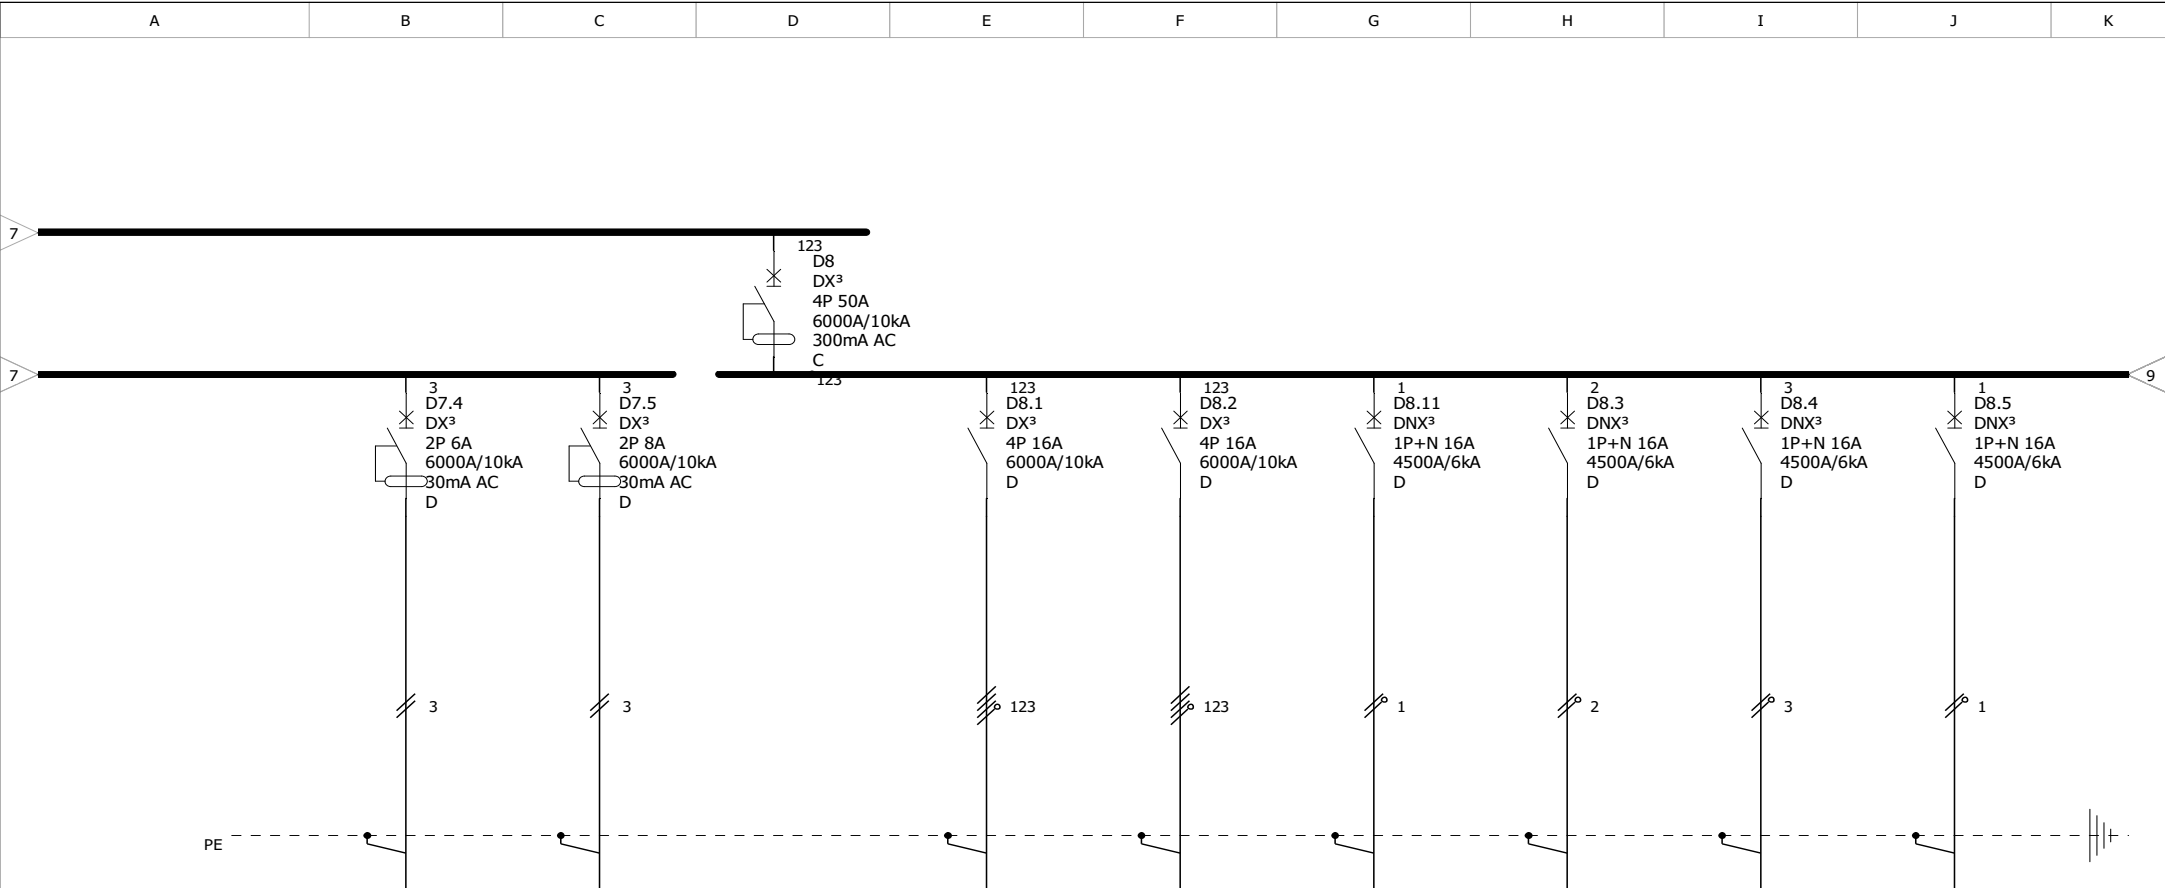 A B C D E F G H I J K
7
123
D8
DX³
4P 50A
6000A/10kA
300mA AC
C
123
7
9
3
D7.4
DX³
2P 6A
6000A/10kA
30mA AC
D
3
D7.5
DX³
2P 8A
6000A/10kA
30mA AC
D
123
D8.1
DX³
4P 16A
6000A/10kA
D
123
D8.2
DX³
4P 16A
6000A/10kA
D
1
D8.11
DNX³
1P+N 16A
4500A/6kA
D
2
D8.3
DNX³
1P+N 16A
4500A/6kA
D
3
D8.4
DNX³
1P+N 16A
4500A/6kA
D
1
D8.5
DNX³
1P+N 16A
4500A/6kA
D
3 3 123 123 1 2 3 1
PE